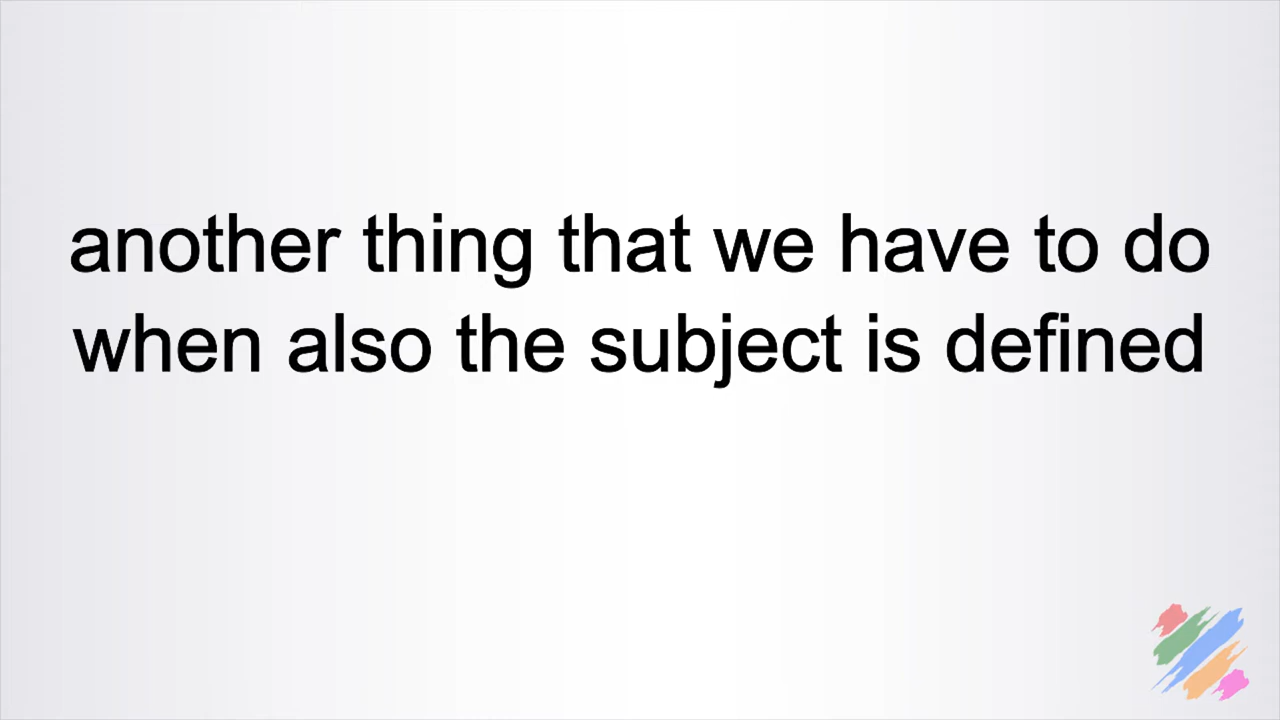 another thing that we have to do
when also the subject is defined